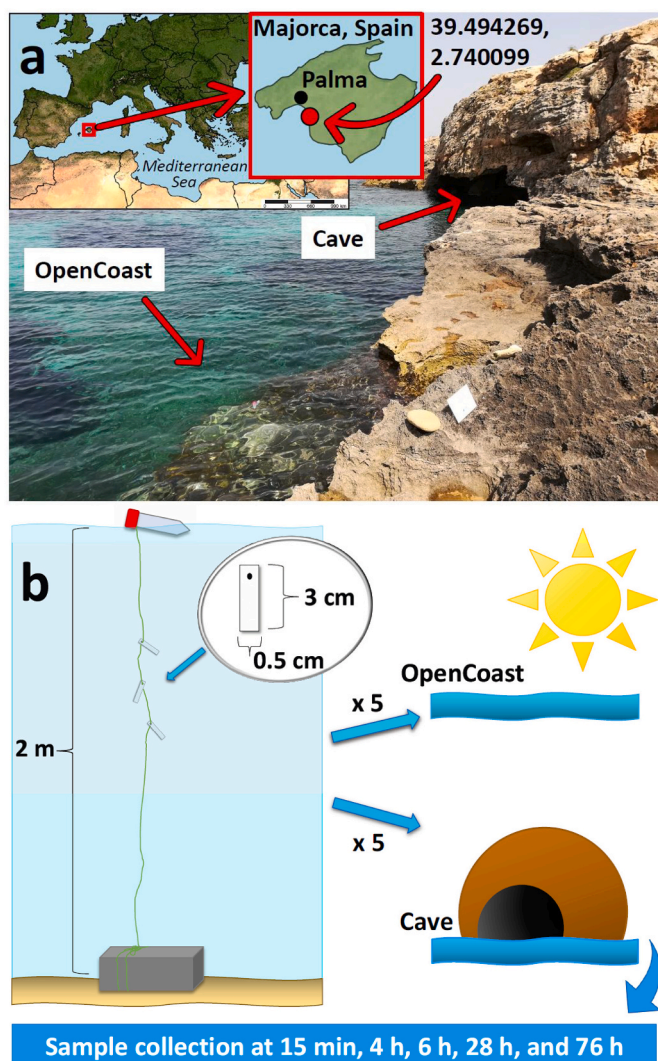 a
Majorca, Spain
Palma
39.494269,
2.740099
Mediterranean
Sea
Cave
OpenCoast
b
3 cm
0.5 cm
2 m
x 5
OpenCoast
x 5
Cave
Sample collection at 15 min, 4 h, 6 h, 28 h, and 76 h